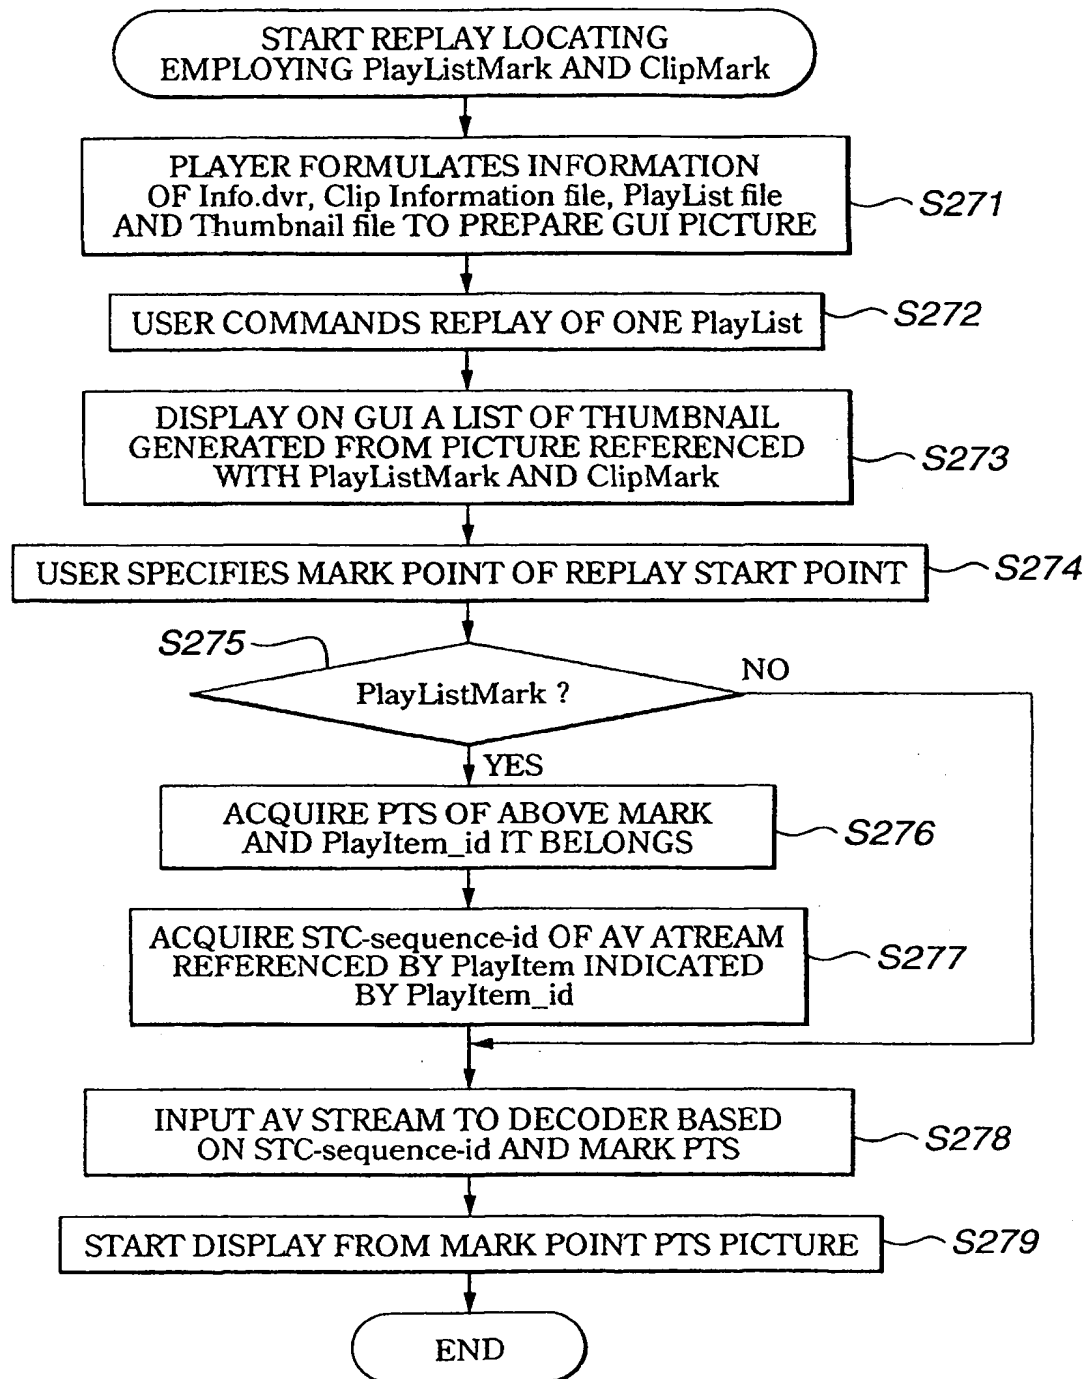 START REPLAY LOCATING
EMPLOYING PlayListMark AND ClipMark
PLAYER FORMULATES INFORMATION
OF Info.dvr, Clip Information file, PlayList file
AND Thumbnail file TO PREPARE GUI PICTURE
S271
USER COMMANDS REPLAY OF ONE PlayList
S272
DISPLAY ON GUI A LIST OF THUMBNAIL
GENERATED FROM PICTURE REFERENCED
WITH PlayListMark AND ClipMark
S273
USER SPECIFIES MARK POINT OF REPLAY START POINT
S274
S275
PlayListMark ?
NO
YES
ACQUIRE PTS OF ABOVE MARK
AND PlayItem_id IT BELONGS
S276
ACQUIRE STC-sequence-id OF AV ATREAM
REFERENCED BY PlayItem INDICATED
BY PlayItem_id
S277
INPUT AV STREAM TO DECODER BASED
ON STC-sequence-id AND MARK PTS
S278
START DISPLAY FROM MARK POINT PTS PICTURE
S279
END